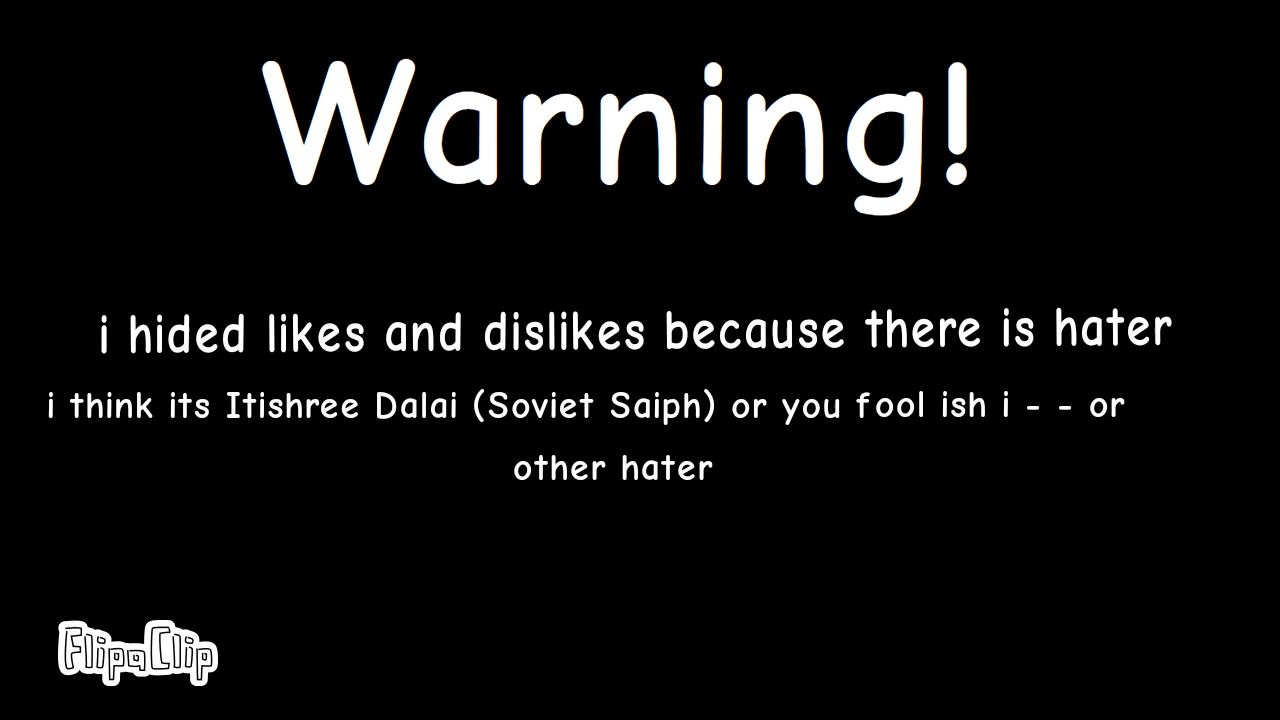 Warning!
i hided likes and dislikes because there is hater
i think its Itishree Dalai (Soviet Saiph) or you fool ish i - - or
other hater
FlipaClip